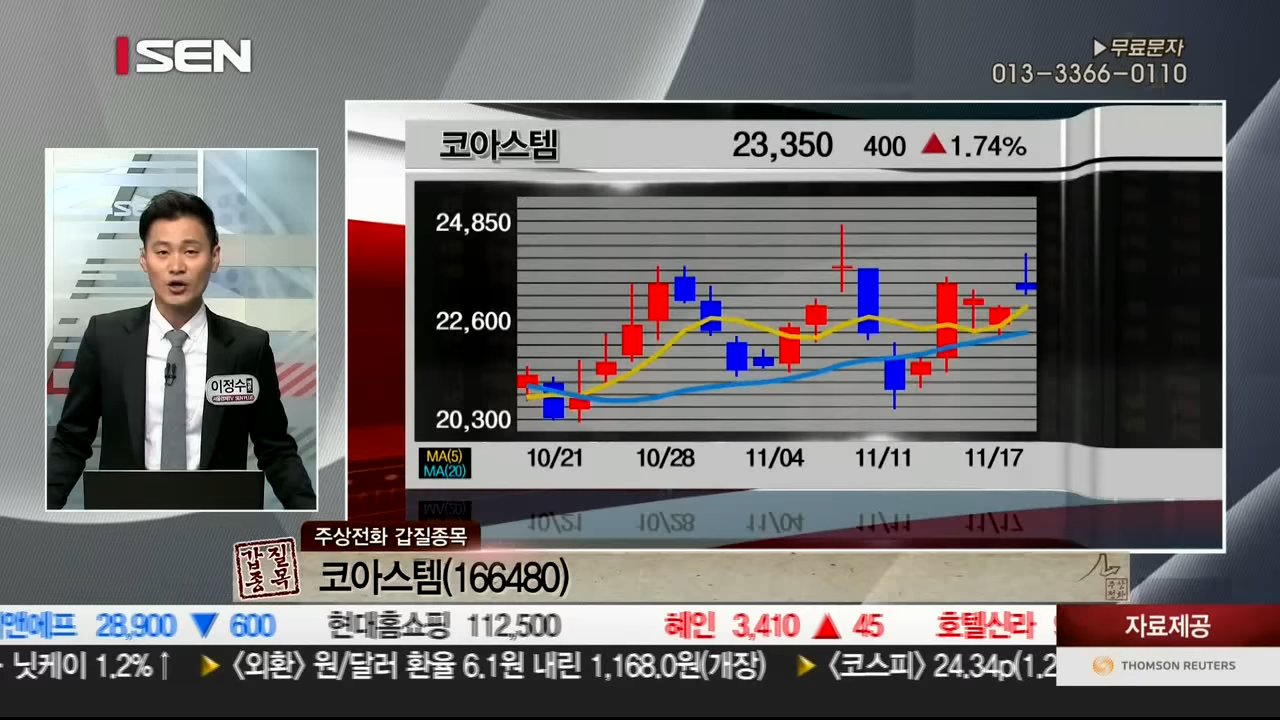 SEN
▶무료문자
013-3366-0110
코아스템 23,350 400 ▲1.74%
24,850
22,600
20,300
MA(5)
MA(20)
10/21 10/28 11/04 11/11 11/17
이정수
주상전화 갑질종목
갑질
종목
코아스템(166480)
앤에프 28,900 ▼ 600 현대홈쇼핑 112,500 혜인 3,410 ▲ 45 호텔신라
자료제공
닛케이 1.2%↑ ▶ 〈외환〉 원/달러 환율 6.1원 내린 1,168.0원(개장) ▶ 〈코스피〉 24.34p(1.2
THOMSON REUTERS